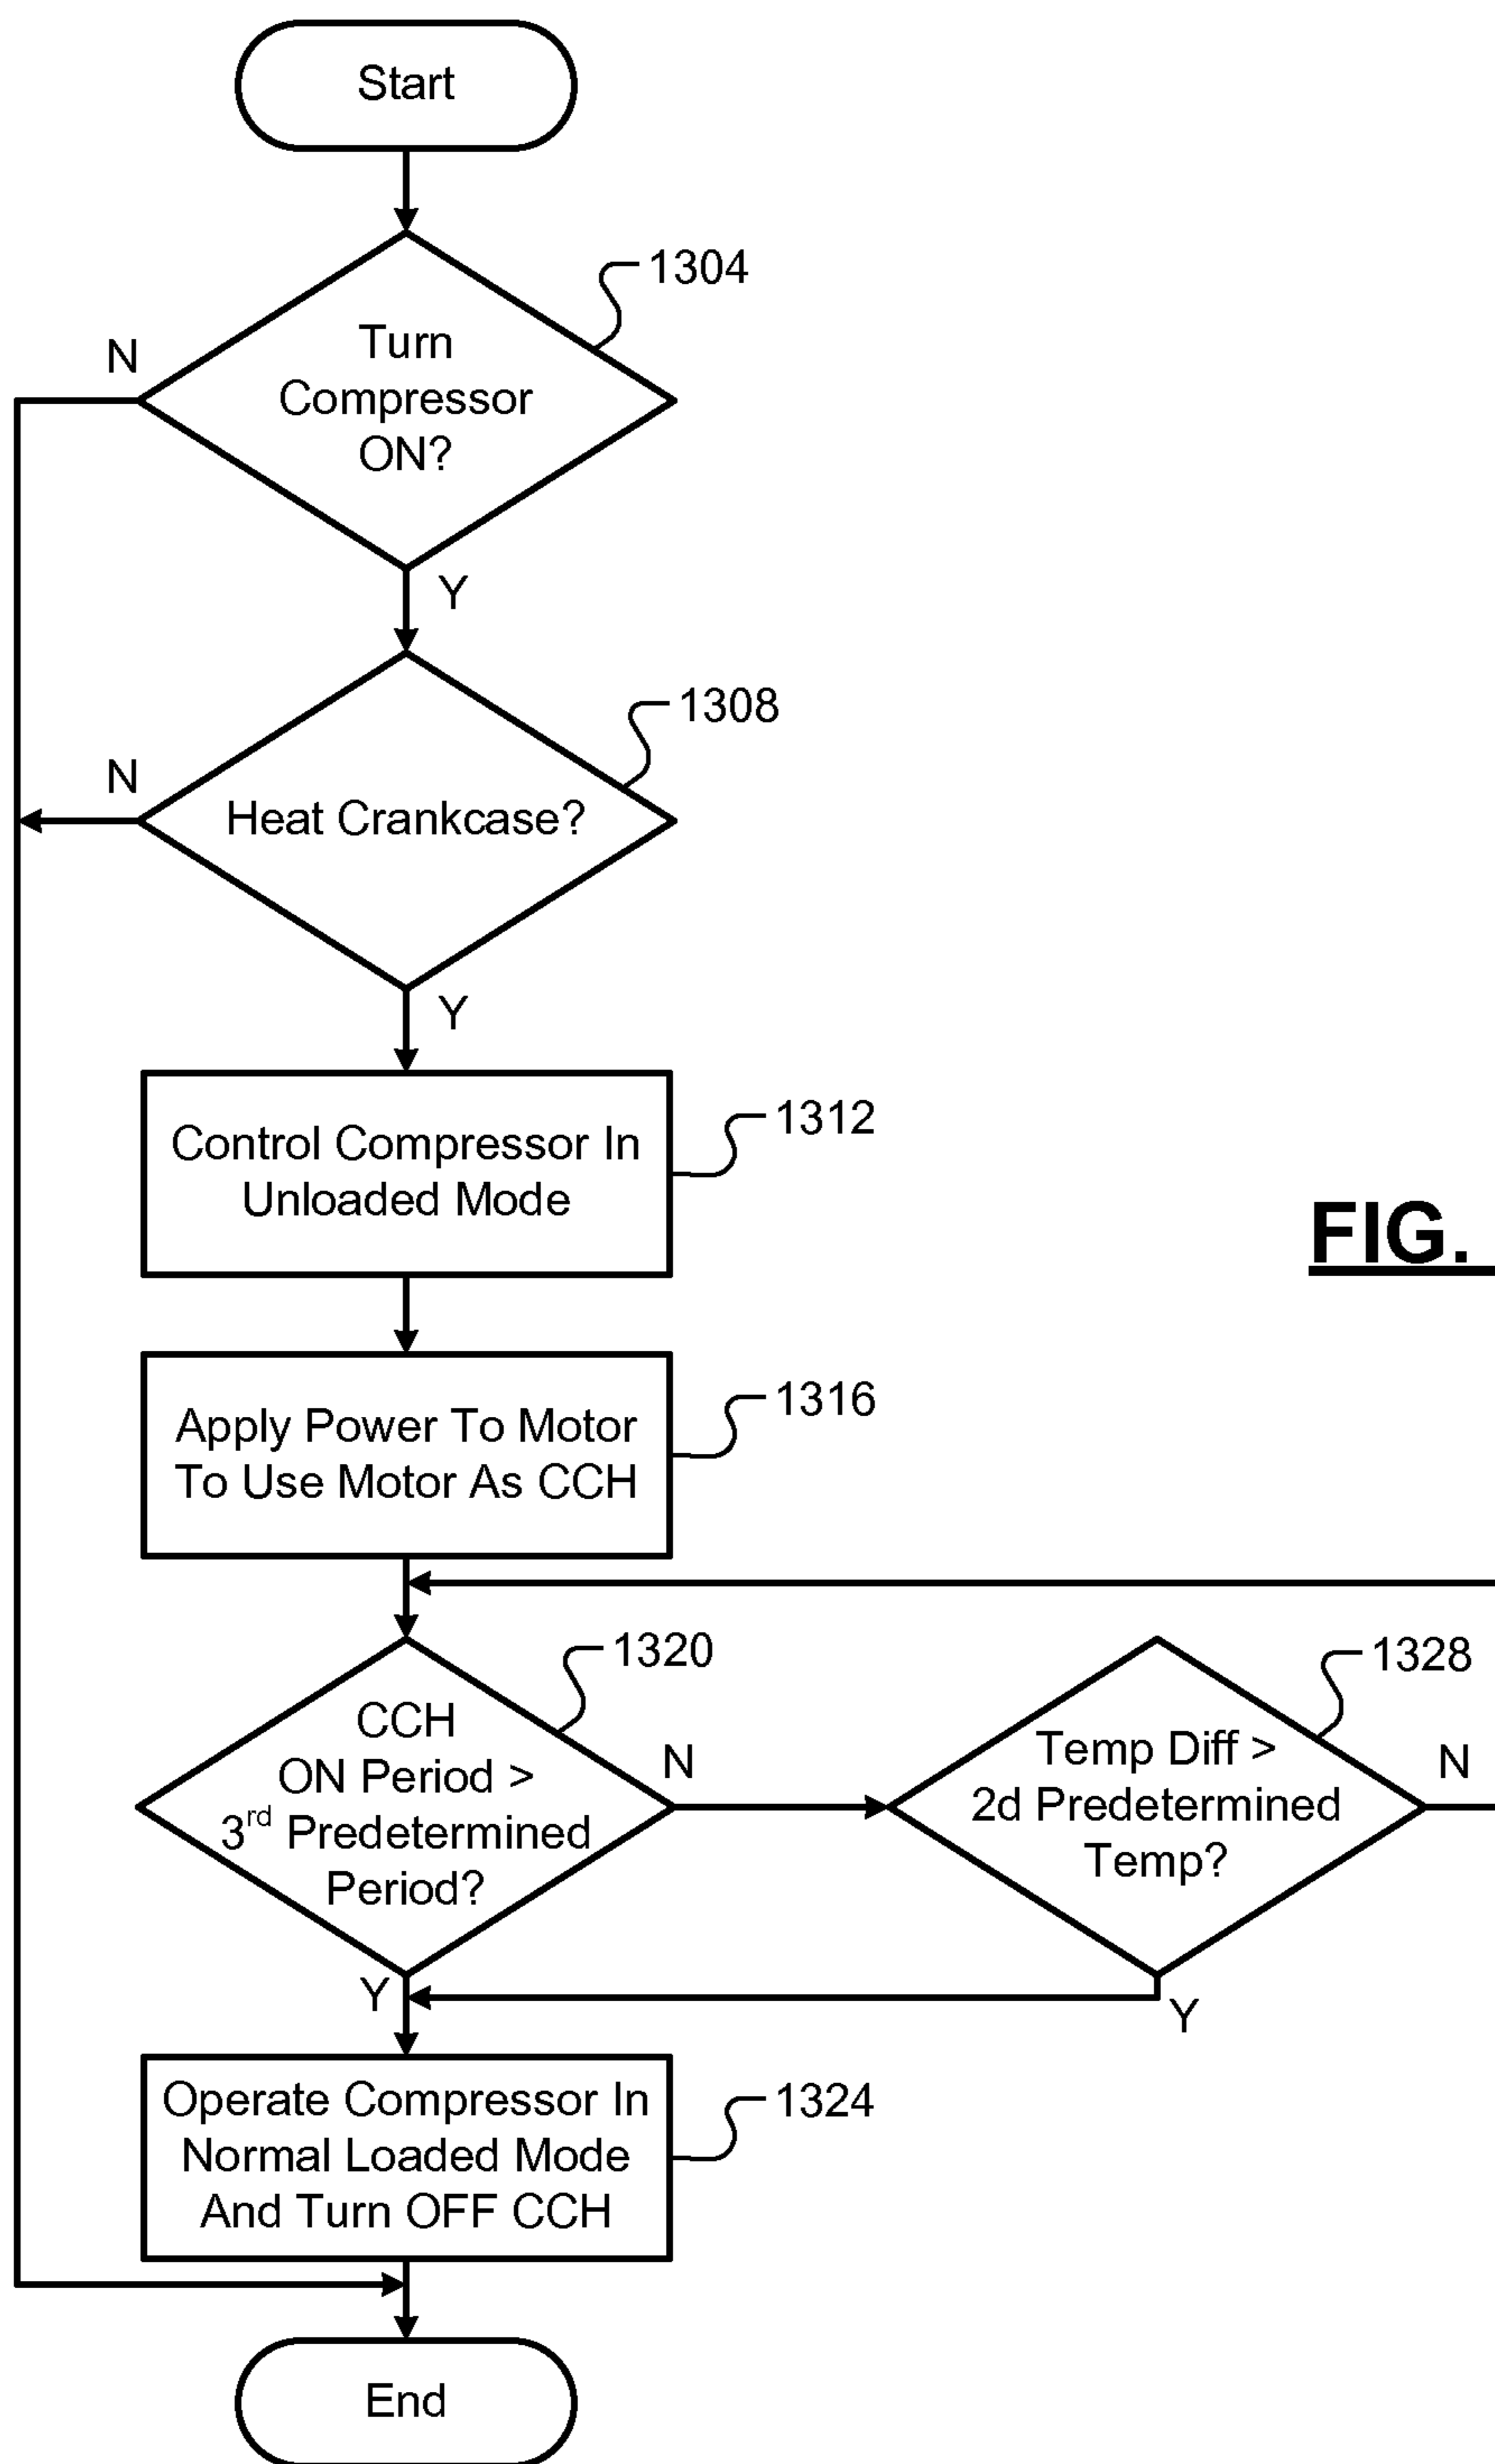 Start
1304
Turn
Compressor
ON?
N
Y
1308
Heat Crankcase?
N
Y
1312
Control Compressor In
Unloaded Mode
FIG.
1316
Apply Power To Motor
To Use Motor As CCH
1320
CCH
ON Period >
3rd Predetermined
Period?
N
Y
1328
Temp Diff >
2d Predetermined
Temp?
N
Y
1324
Operate Compressor In
Normal Loaded Mode
And Turn OFF CCH
End